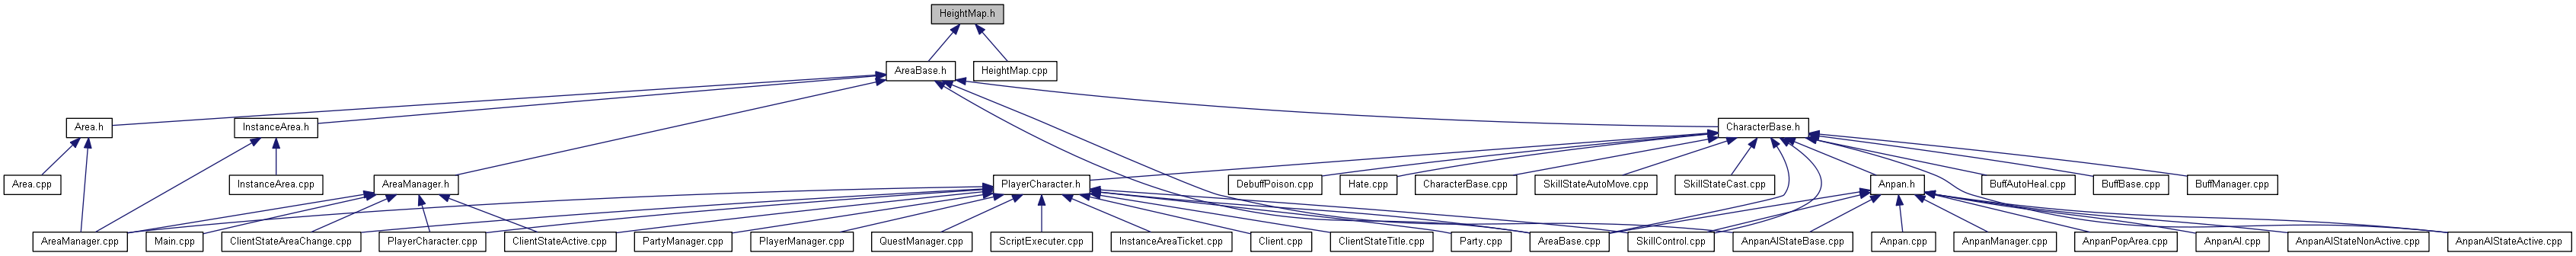 HeightMap.h
AreaBase.h
HeightMap.cpp
Area.h
InstanceArea.h
CharacterBase.h
Area.cpp
InstanceArea.cpp
AreaManager.h
PlayerCharacter.h
DebuffPoison.cpp
Hate.cpp
CharacterBase.cpp
SkillStateAutoMove.cpp
SkillStateCast.cpp
Anpan.h
BuffAutoHeal.cpp
BuffBase.cpp
BuffManager.cpp
AreaManager.cpp
Main.cpp
ClientStateAreaChange.cpp
PlayerCharacter.cpp
ClientStateActive.cpp
PartyManager.cpp
PlayerManager.cpp
QuestManager.cpp
ScriptExecuter.cpp
InstanceAreaTicket.cpp
Client.cpp
ClientStateTitle.cpp
Party.cpp
AreaBase.cpp
SkillControl.cpp
AnpanAIStateBase.cpp
Anpan.cpp
AnpanManager.cpp
AnpanPopArea.cpp
AnpanAI.cpp
AnpanAIStateNonActive.cpp
AnpanAIStateActive.cpp